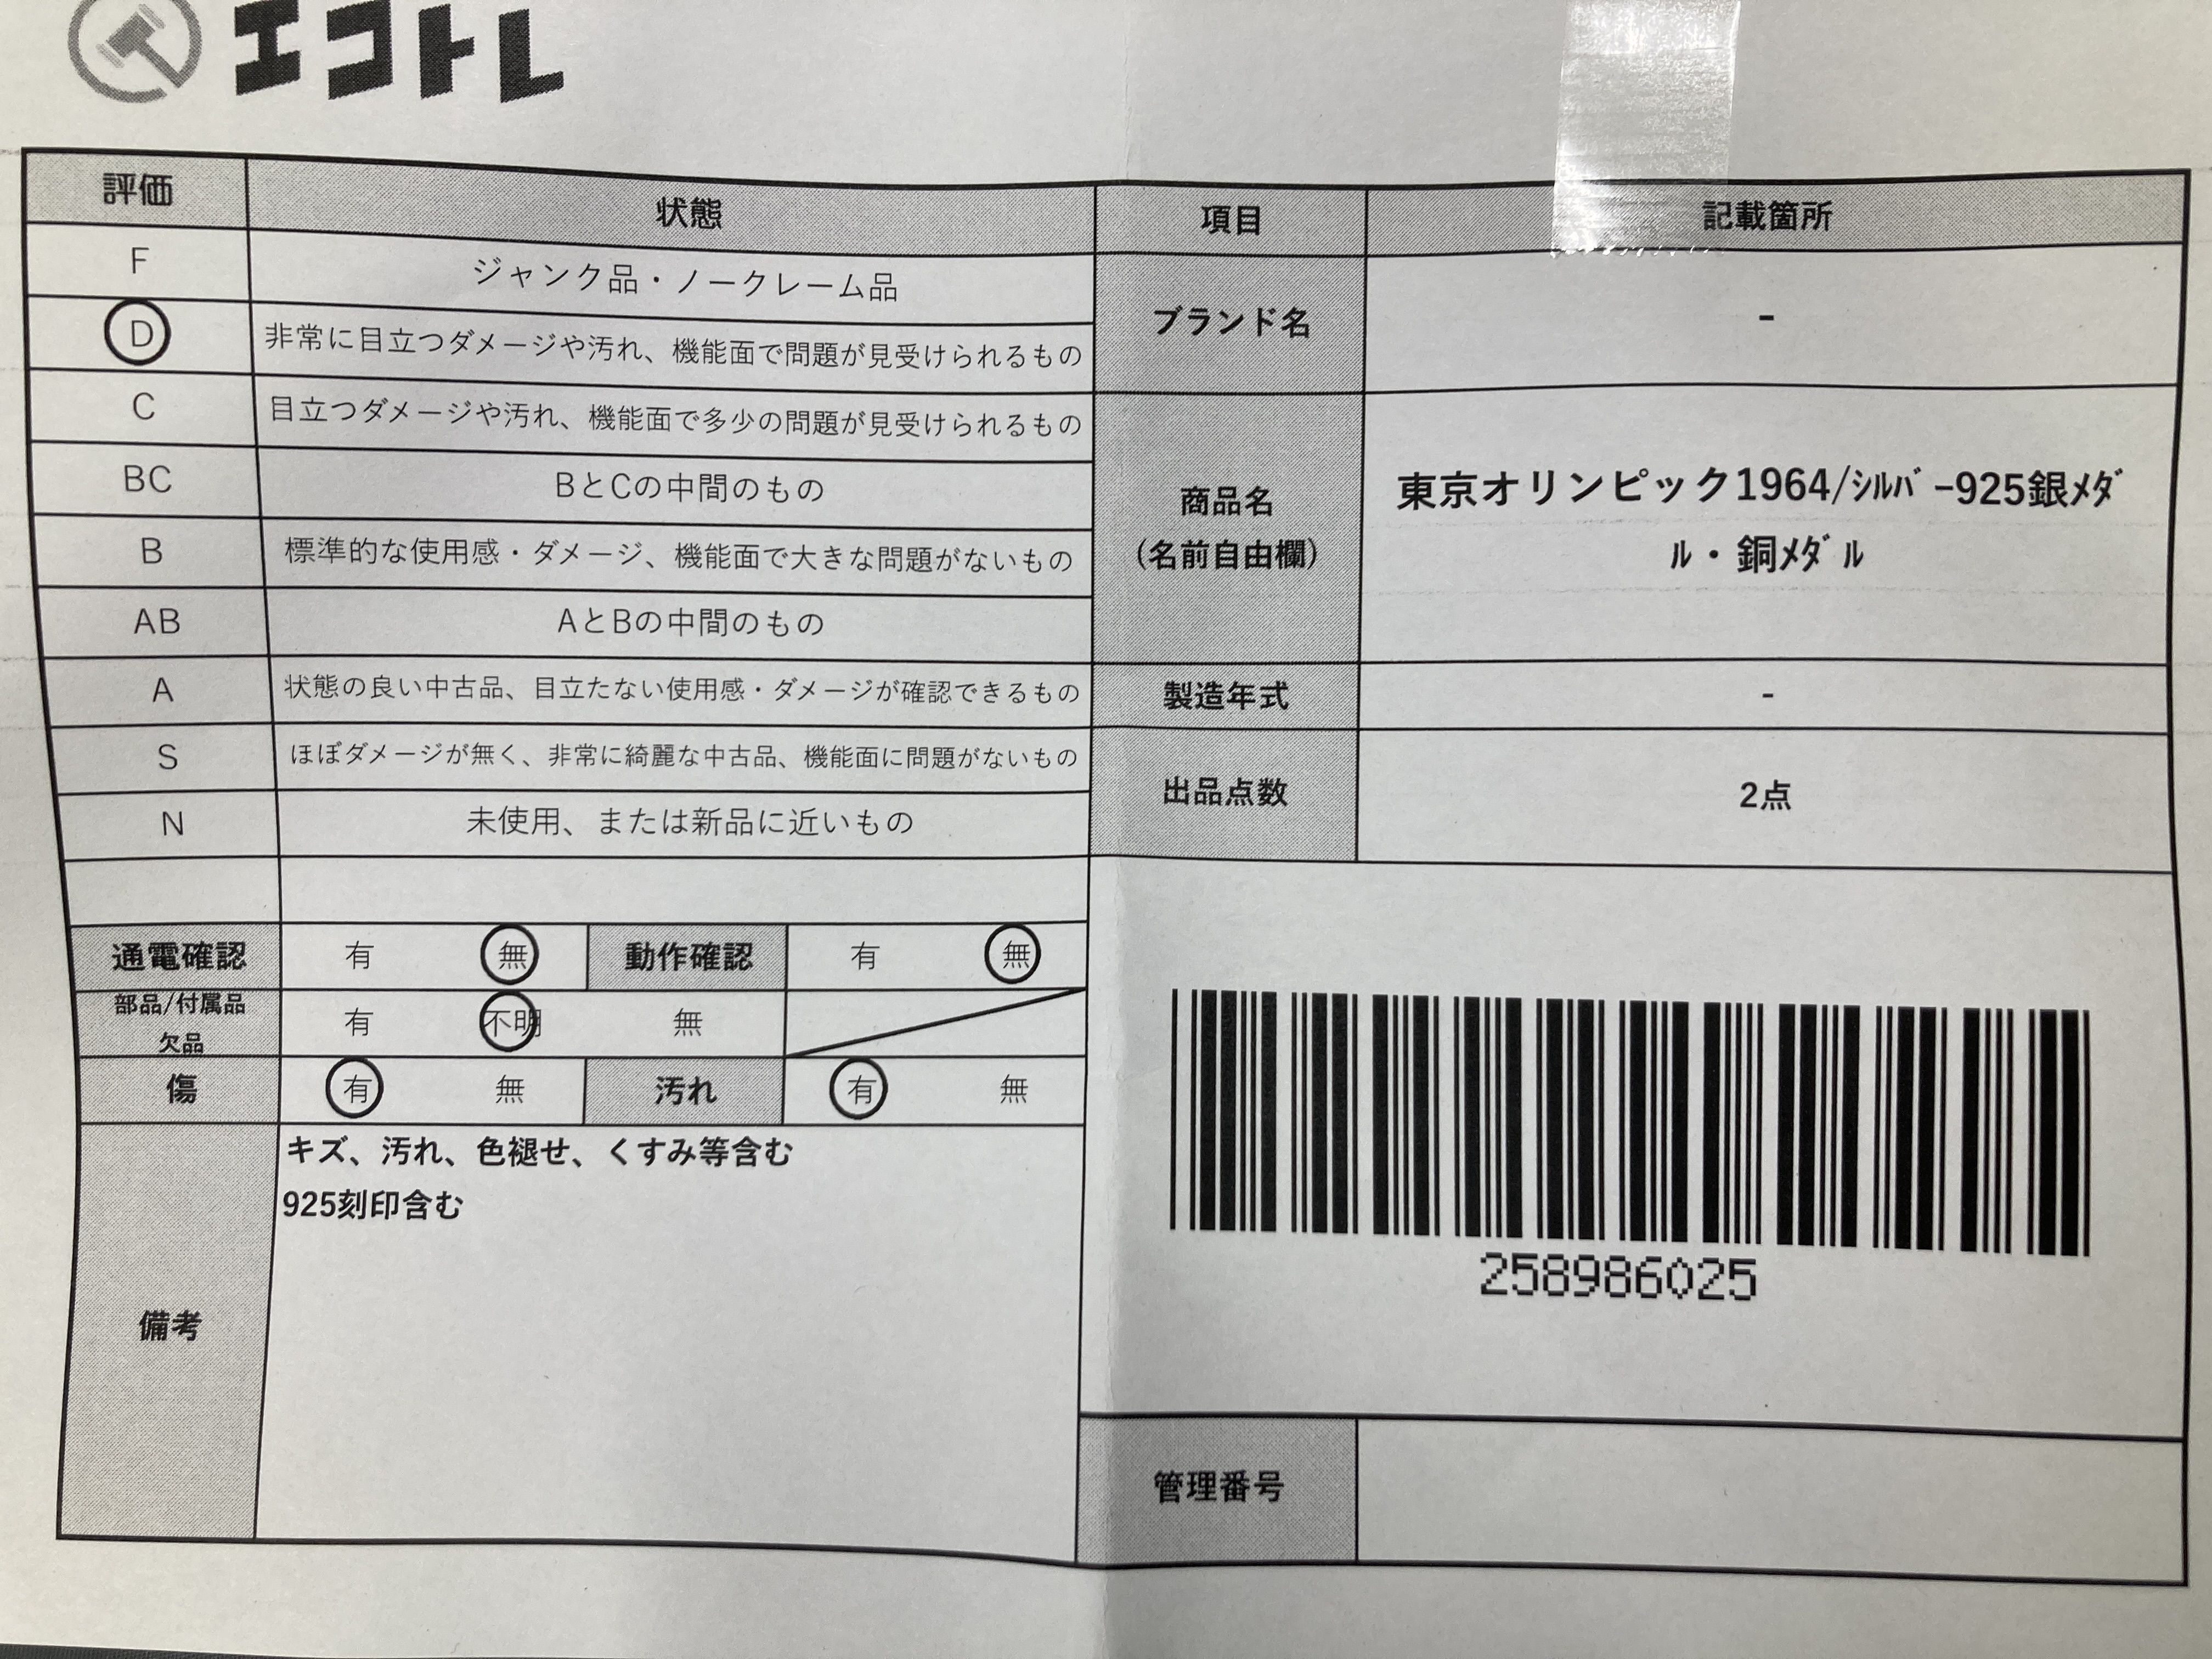 エコトレ
評価 状態
F ジャンク品・ノークレーム品
D 非常に目立つダメージや汚れ、機能面で問題が見受けられるもの
C 目立つダメージや汚れ、機能面で多少の問題が見受けられるもの
BC BとCの中間のもの
B 標準的な使用感・ダメージ、機能面で大きな問題がないもの
AB AとBの中間のもの
A 状態の良い中古品、目立たない使用感・ダメージが確認できるもの
S ほぼダメージが無く、非常に綺麗な中古品、機能面に問題がないもの
N 未使用、または新品に近いもの
通電確認 有 無 動作確認 有 無
部品/付属品
欠品 有 不明 無
傷 有 無 汚れ 有 無
備考
キズ、汚れ、色褪せ、くすみ等含む
925刻印含む
項目 記載箇所
ブランド名 -
商品名
(名前自由欄)
東京オリンピック1964/ｼﾙﾊﾞｰ925銀ﾒﾀﾞ
ﾙ・銅ﾒﾀﾞﾙ
製造年式 -
出品点数 2点
258986025
管理番号